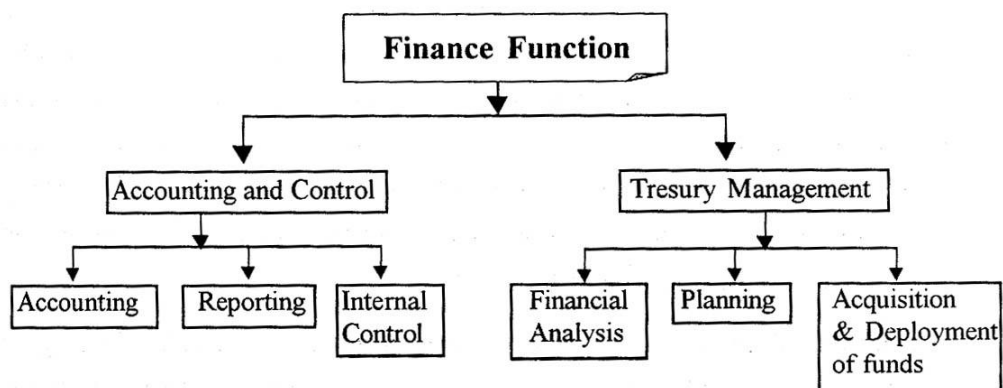 Finance Function
Accounting and Control
Tresury Management
Accounting
Reporting
Internal
Control
Financial
Analysis
Planning
Acquisition
& Deployment
of funds